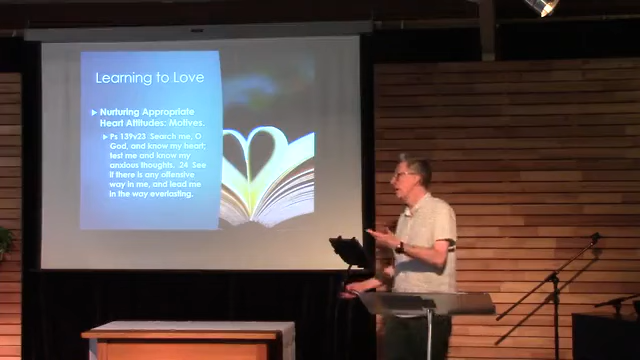 Learning to Love
Nurturing Appropriate
Heart Attitudes: Motives.
Ps 139v23 Search me, O
God, and know my heart;
test me and know my
anxious thoughts. 24 See
if there is any offensive
way in me, and lead me
in the way everlasting.